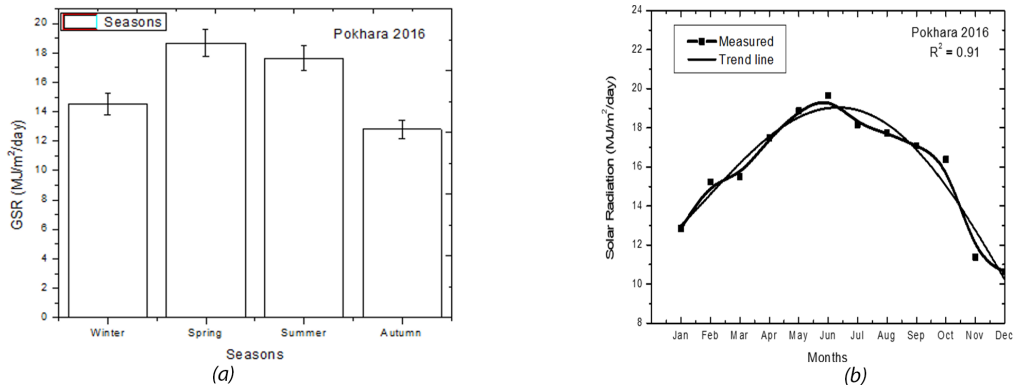 Seasons
Pokhara 2016
GSR (MJ/m²/day)
20
18
16
14
12
10
8
6
4
2
0
Winter Spring Summer Autumn
Seasons
(a)
Measured
Trend line
Pokhara 2016
R² = 0.91
Solar Radiation (MJ/m²/day)
24
22
20
18
16
14
12
10
8
Jan Feb Mar Apr May Jun Jul Aug Sep Oct Nov Dec
Months
(b)